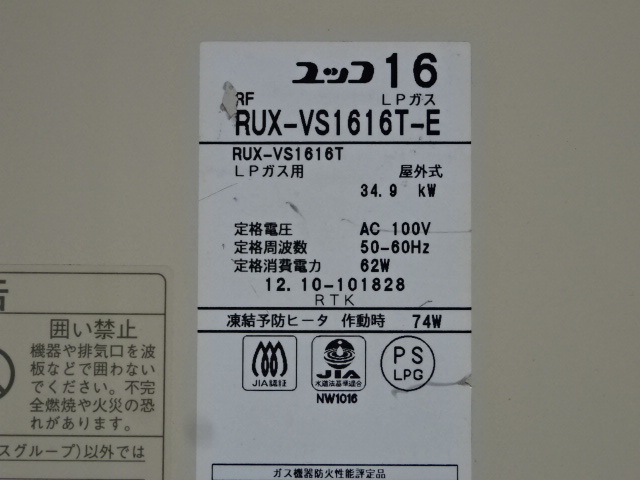 ユッコ16
RF
LPガス
RUX-VS1616T-E
RUX-VS1616T
LPガス用 屋外式
34.9 kW
定格電圧 AC 100V
定格周波数 50-60Hz
定格消費電力 62W
12.10-101828
RTK
凍結予防ヒータ 作動時 74W
JIA認証
JIA
水道法基準適合
NW1016
PS
LPG
ガス機器防火性能評定品
告
囲い禁止
機器や排気口を波
板などで囲わない
でください。不完
全燃焼や火災の恐
れがあります。
スグループ)以外では